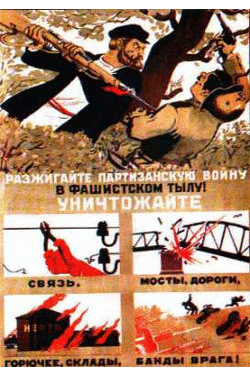 РАЗЖИГАЙТЕ ПАРТИЗАНСКУЮ ВОЙНУ
В ФАШИСТСКОМ ТЫЛУ!
УНИЧТОЖАЙТЕ
СВЯЗЬ,
МОСТЫ, ДОРОГИ,
НЕФТЬ
ГОРЮЧЕЕ, СКЛАДЫ,
БАНДЫ ВРАГА!